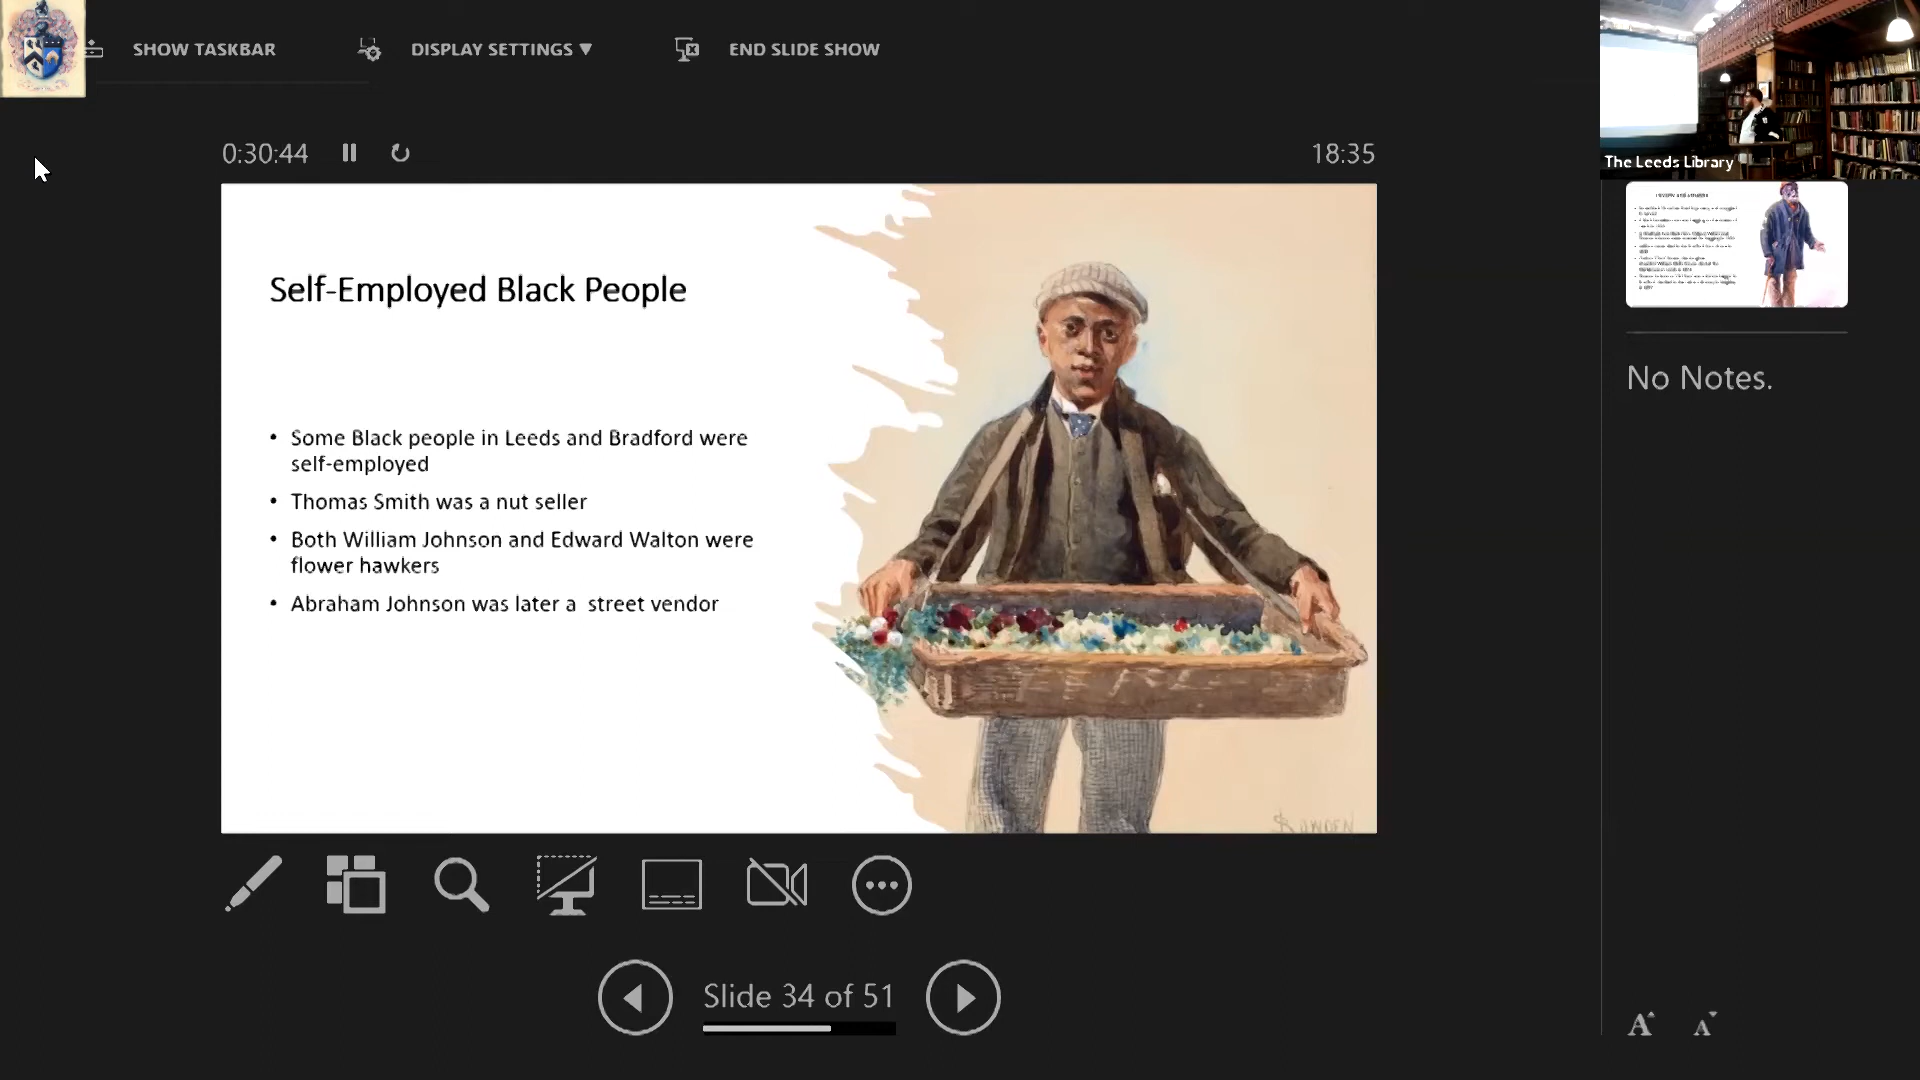 SHOW TASKBAR
DISPLAY SETTINGS ▼
END SLIDE SHOW
0:30:44
18:35
The Leeds Library
Self-Employed Black People
• Some Black people in Leeds and Bradford were
self-employed
• Thomas Smith was a nut seller
• Both William Johnson and Edward Walton were
flower hawkers
• Abraham Johnson was later a street vendor
No Notes.
Slide 34 of 51
A A